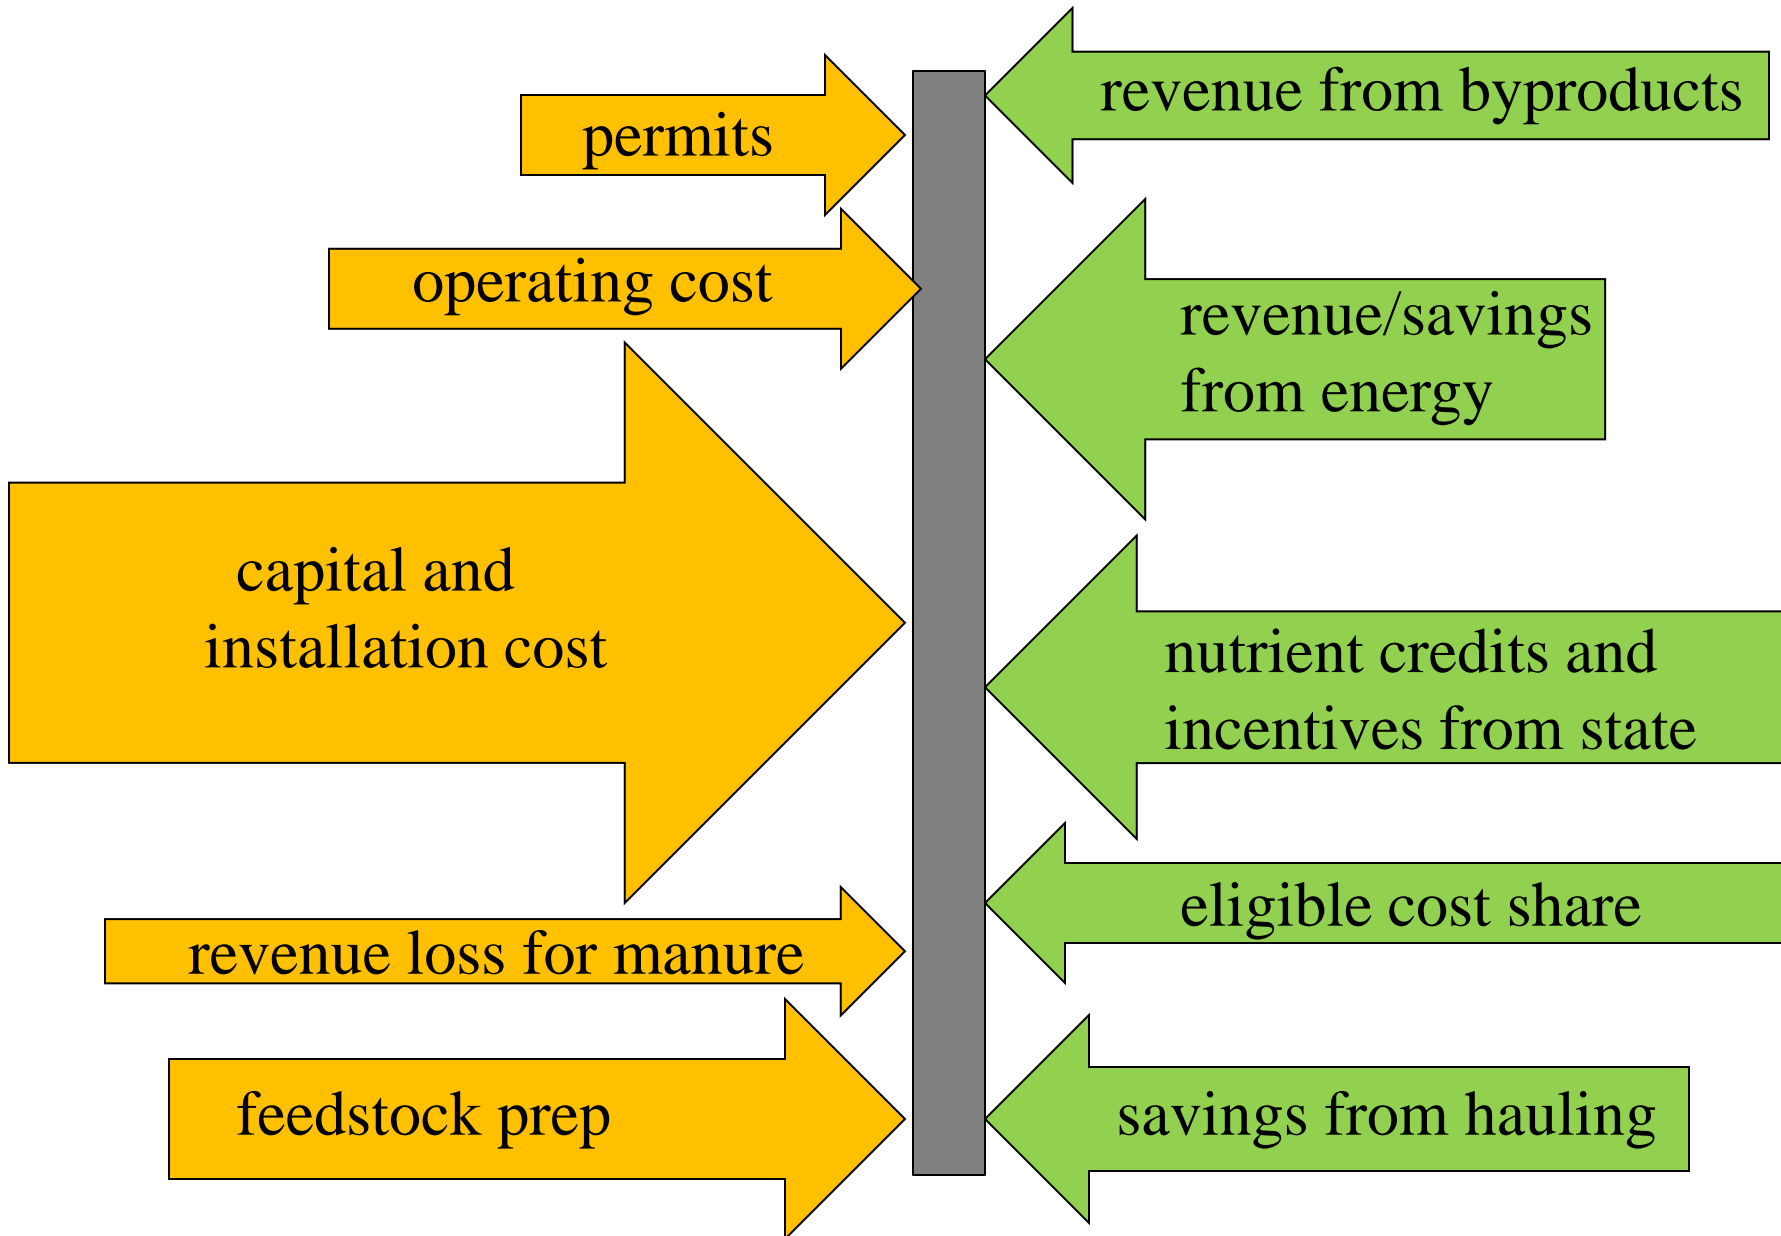 permits
operating cost
capital and
installation cost
revenue loss for manure
feedstock prep
revenue from byproducts
revenue/savings
from energy
nutrient credits and
incentives from state
eligible cost share
savings from hauling